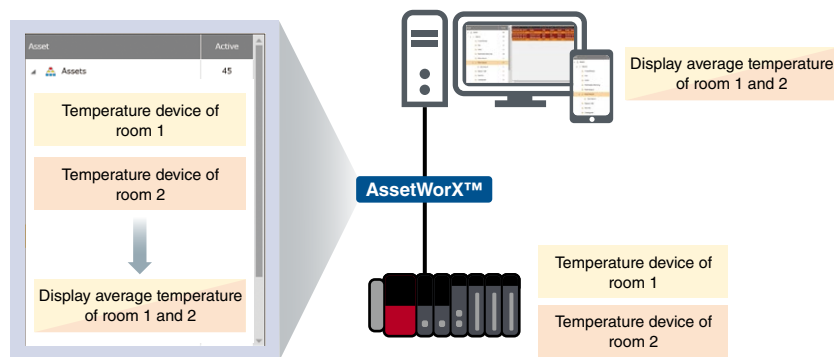 Asset Active
Assets 45
Temperature device of
room 1
Temperature device of
room 2
Display average temperature
of room 1 and 2
AssetWorX™
Display average temperature
of room 1 and 2
Temperature device of
room 1
Temperature device of
room 2